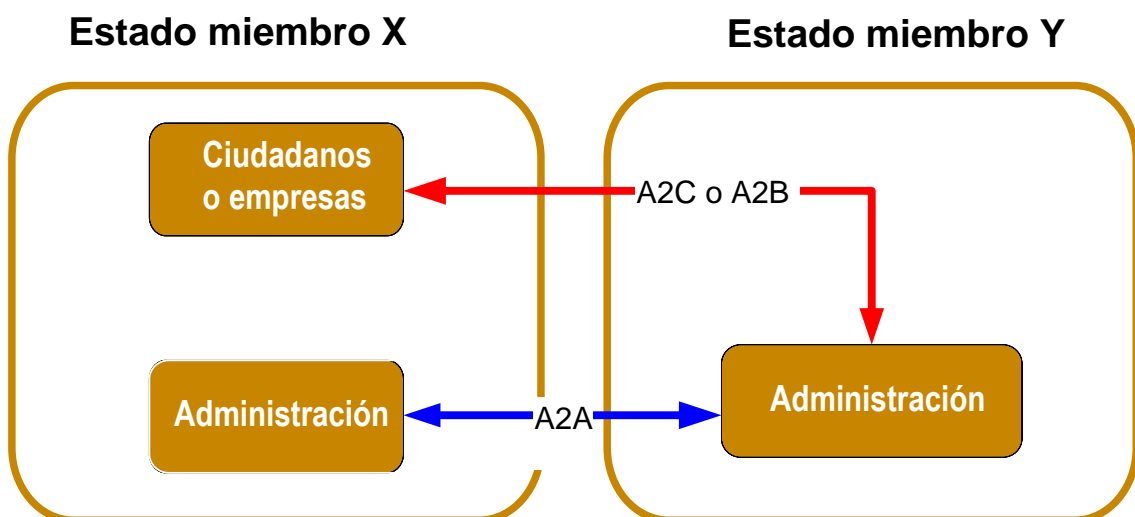 Estado miembro X
Estado miembro Y
Ciudadanos
o empresas
A2C o A2B
Administración
A2A
Administración